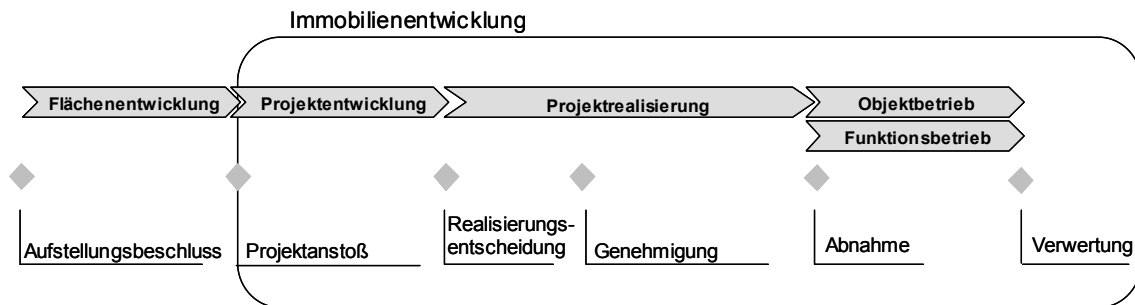 Immobilienentwicklung
Flächenentwicklung
Projektentwicklung
Projektrealisierung
Objektbetrieb
Funktionsbetrieb
Aufstellungsbeschluss
Projektanstoß
Realisierungs-
entscheidung
Genehmigung
Abnahme
Verwertung